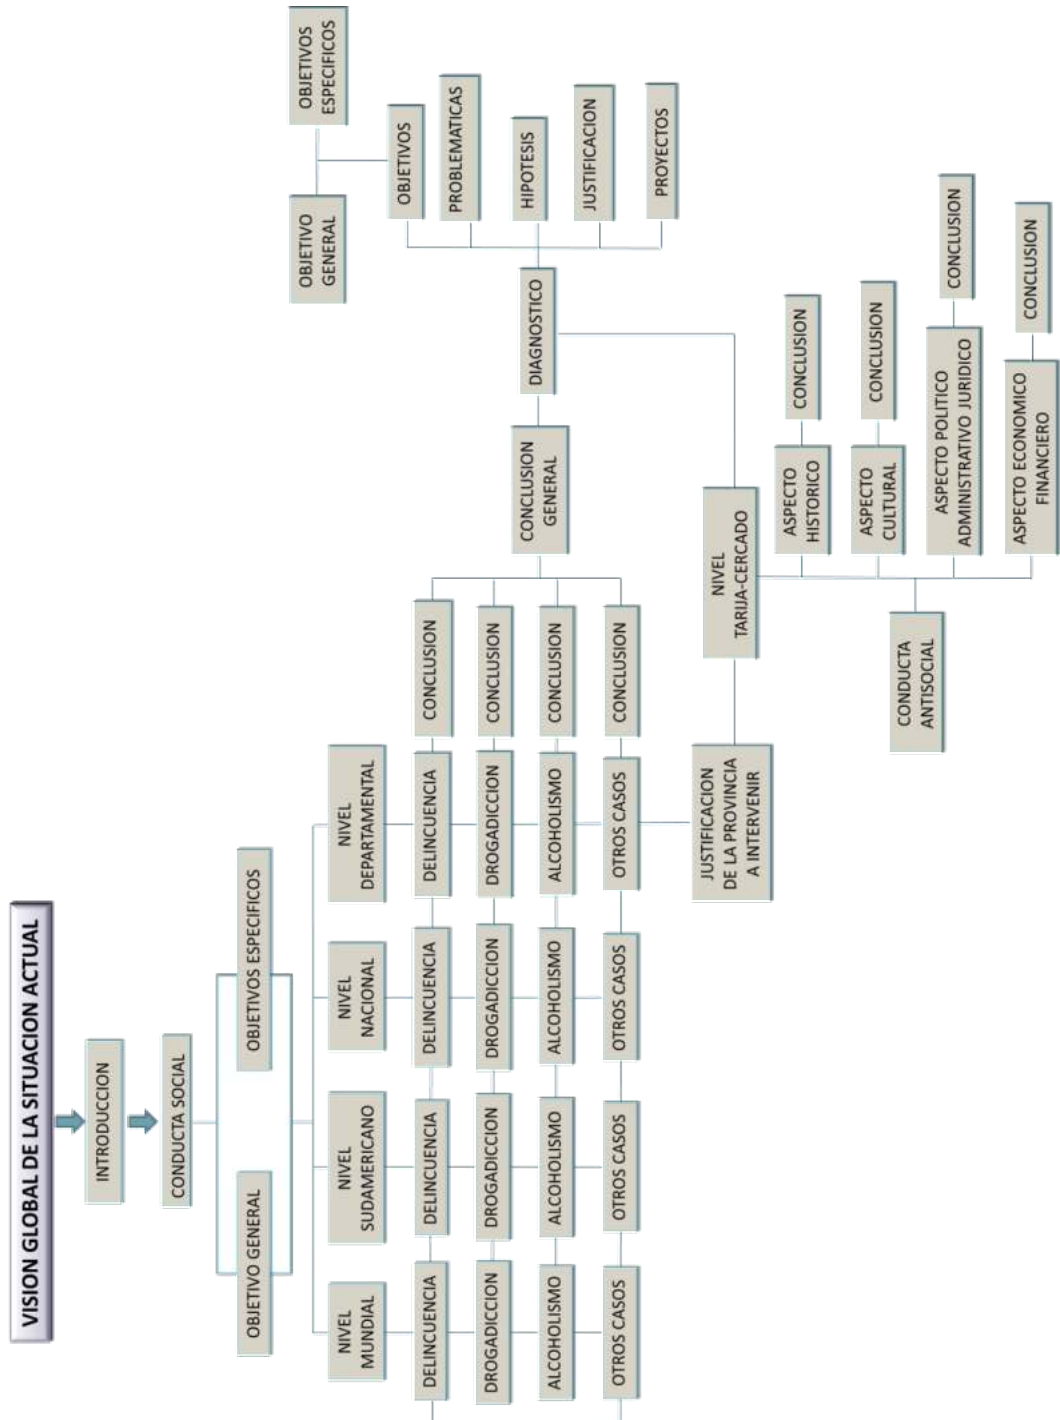 VISION GLOBAL DE LA SITUACION ACTUAL
INTRODUCCION
CONDUCTA SOCIAL
OBJETIVO GENERAL
OBJETIVOS ESPECIFICOS
NIVEL
MUNDIAL
NIVEL
SUDAMERICANO
NIVEL
NACIONAL
NIVEL
DEPARTAMENTAL
DELINCUENCIA
DELINCUENCIA
DELINCUENCIA
DELINCUENCIA
CONCLUSION
DROGADICCION
DROGADICCION
DROGADICCION
DROGADICCION
CONCLUSION
ALCOHOLISMO
ALCOHOLISMO
ALCOHOLISMO
ALCOHOLISMO
CONCLUSION
OTROS CASOS
OTROS CASOS
OTROS CASOS
OTROS CASOS
CONCLUSION
CONCLUSION
GENERAL
DIAGNOSTICO
OBJETIVO
GENERAL
OBJETIVOS
ESPECIFICOS
OBJETIVOS
PROBLEMATICAS
HIPOTESIS
JUSTIFICACION
PROYECTOS
JUSTIFICACION
DE LA PROVINCIA
A INTERVENIR
NIVEL
TARIJA-CERCADO
ASPECTO
HISTORICO
CONCLUSION
ASPECTO
CULTURAL
CONCLUSION
CONDUCTA
ANTISOCIAL
ASPECTO POLITICO
ADMINISTRATIVO JURIDICO
CONCLUSION
ASPECTO ECONOMICO
FINANCIERO
CONCLUSION